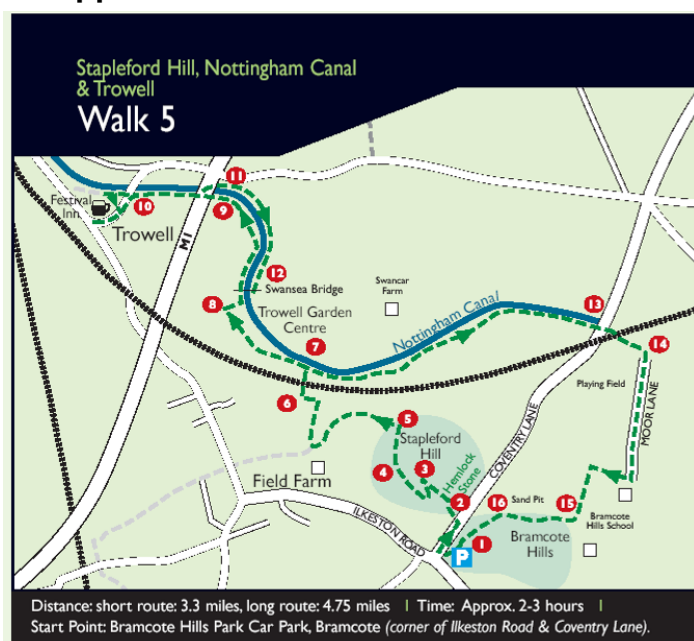 Stapleford Hill, Nottingham Canal
& Trowell
Walk 5
11
Festival
Inn
10
9
Trowell
M1
12
Swansea Bridge
Swancar
Farm
8
Trowell Garden
Centre
13
Nottingham Canal
7
14
Playing Field
6
5
COVENTRY LANE
MOOR LANE
Stapleford
Hill
4
3
Hemlock
Stone
Field Farm
2
16
Sand Pit
15
ILKESTON ROAD
Bramcote
Hills School
1
P
Bramcote
Hills
Distance: short route: 3.3 miles, long route: 4.75 miles | Time: Approx. 2-3 hours |
Start Point: Bramcote Hills Park Car Park, Bramcote (corner of Ilkeston Road & Coventry Lane).